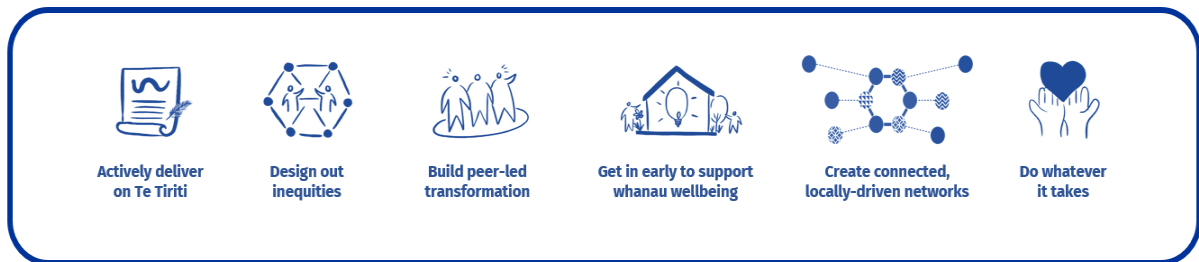 Actively deliver
on Te Tiriti
Design out
inequities
Build peer-led
transformation
Get in early to support
whanau wellbeing
Create connected,
locally-driven networks
Do whatever
it takes